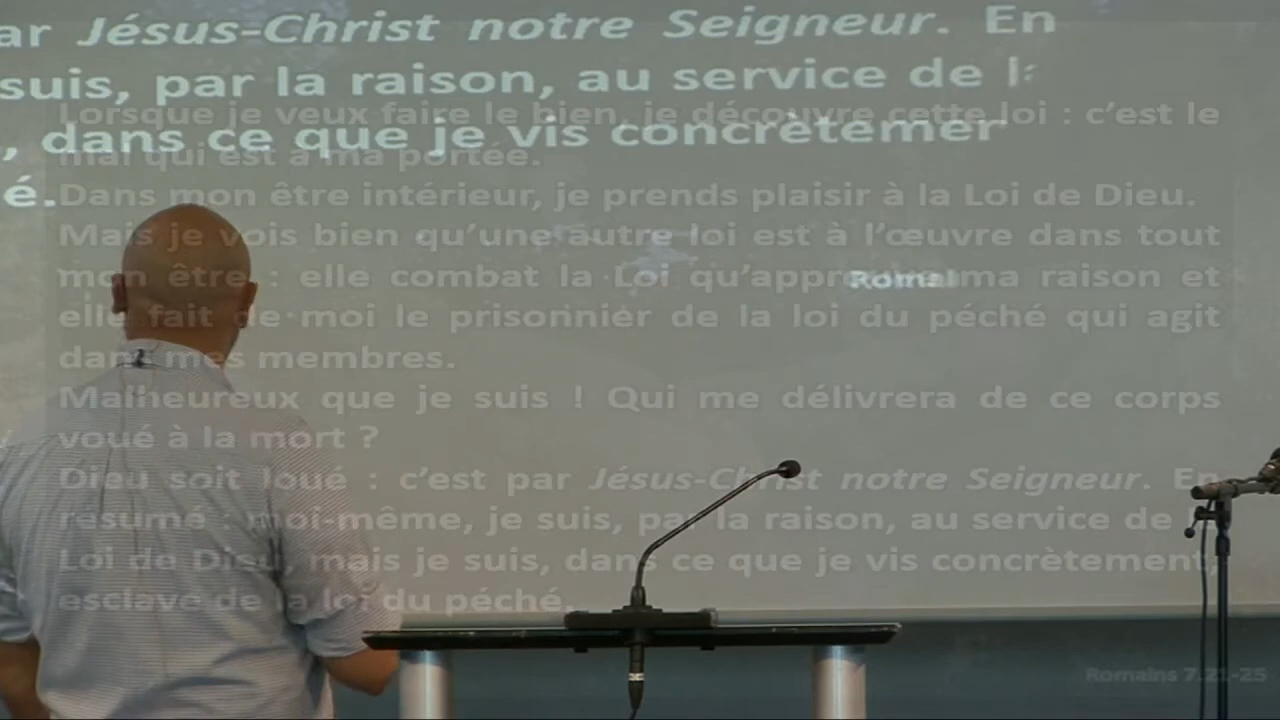 ar Jésus-Christ notre Seigneur. En
suis, par la raison, au service de
, dans ce que je vis
é.
Romai
Lorsque je veux faire le bien, je découvre cette loi : c’est le
mal qui est à ma portée.
Dans mon être intérieur, je prends plaisir à la Loi de Dieu.
Mais je vois bien qu’une autre loi est à l’œuvre dans tout
mon être : elle combat la Loi ma raison et
elle fait de moi le prisonnier de la loi du péché qui agit
dans mes membres.
Malheureux que je suis ! Qui me délivrera de ce corps
voué à la mort ?
Dieu soit loué : c’est par Jésus-Christ notre Seigneur. En
résumé : moi-même, je suis, par la raison, au service de
Loi de Dieu, mais je suis, dans ce que je vis concrètement,
esclave de la loi du péché.
Romains 7.21-25